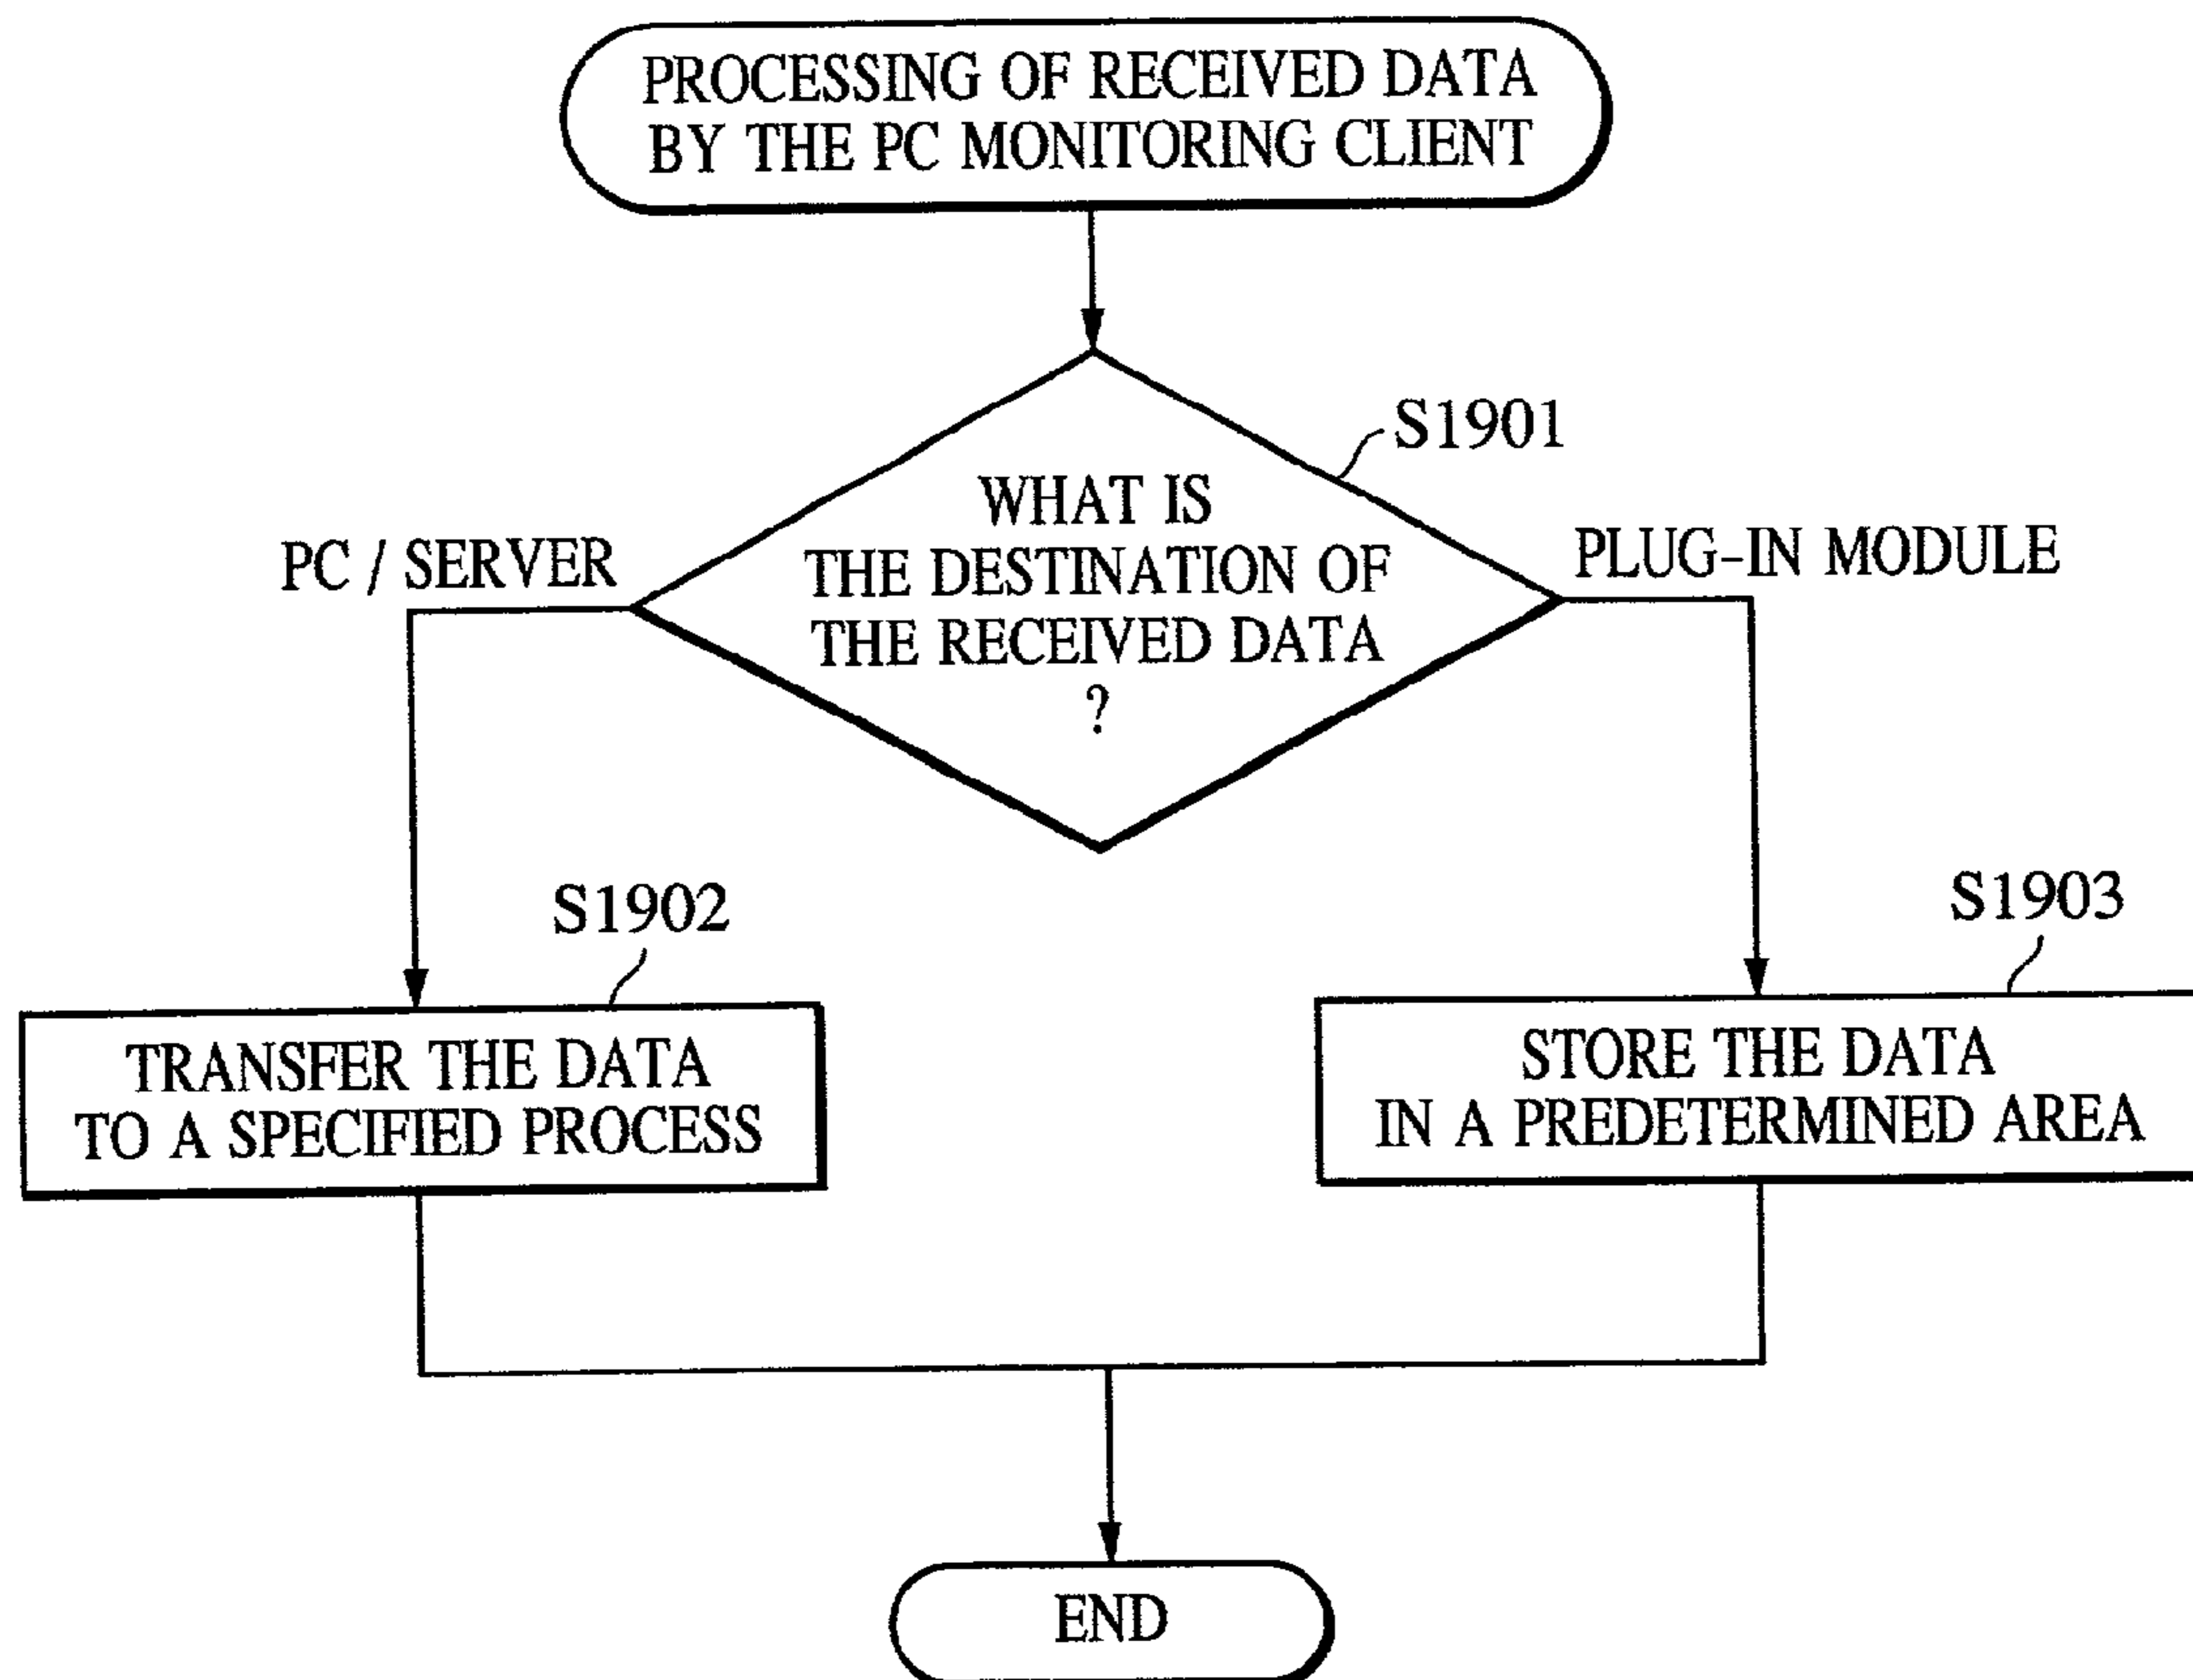 PROCESSING OF RECEIVED DATA
BY THE PC MONITORING CLIENT
S1901
WHAT IS
THE DESTINATION OF
THE RECEIVED DATA
?
PC / SERVER
PLUG-IN MODULE
S1902
TRANSFER THE DATA
TO A SPECIFIED PROCESS
S1903
STORE THE DATA
IN A PREDETERMINED AREA
END